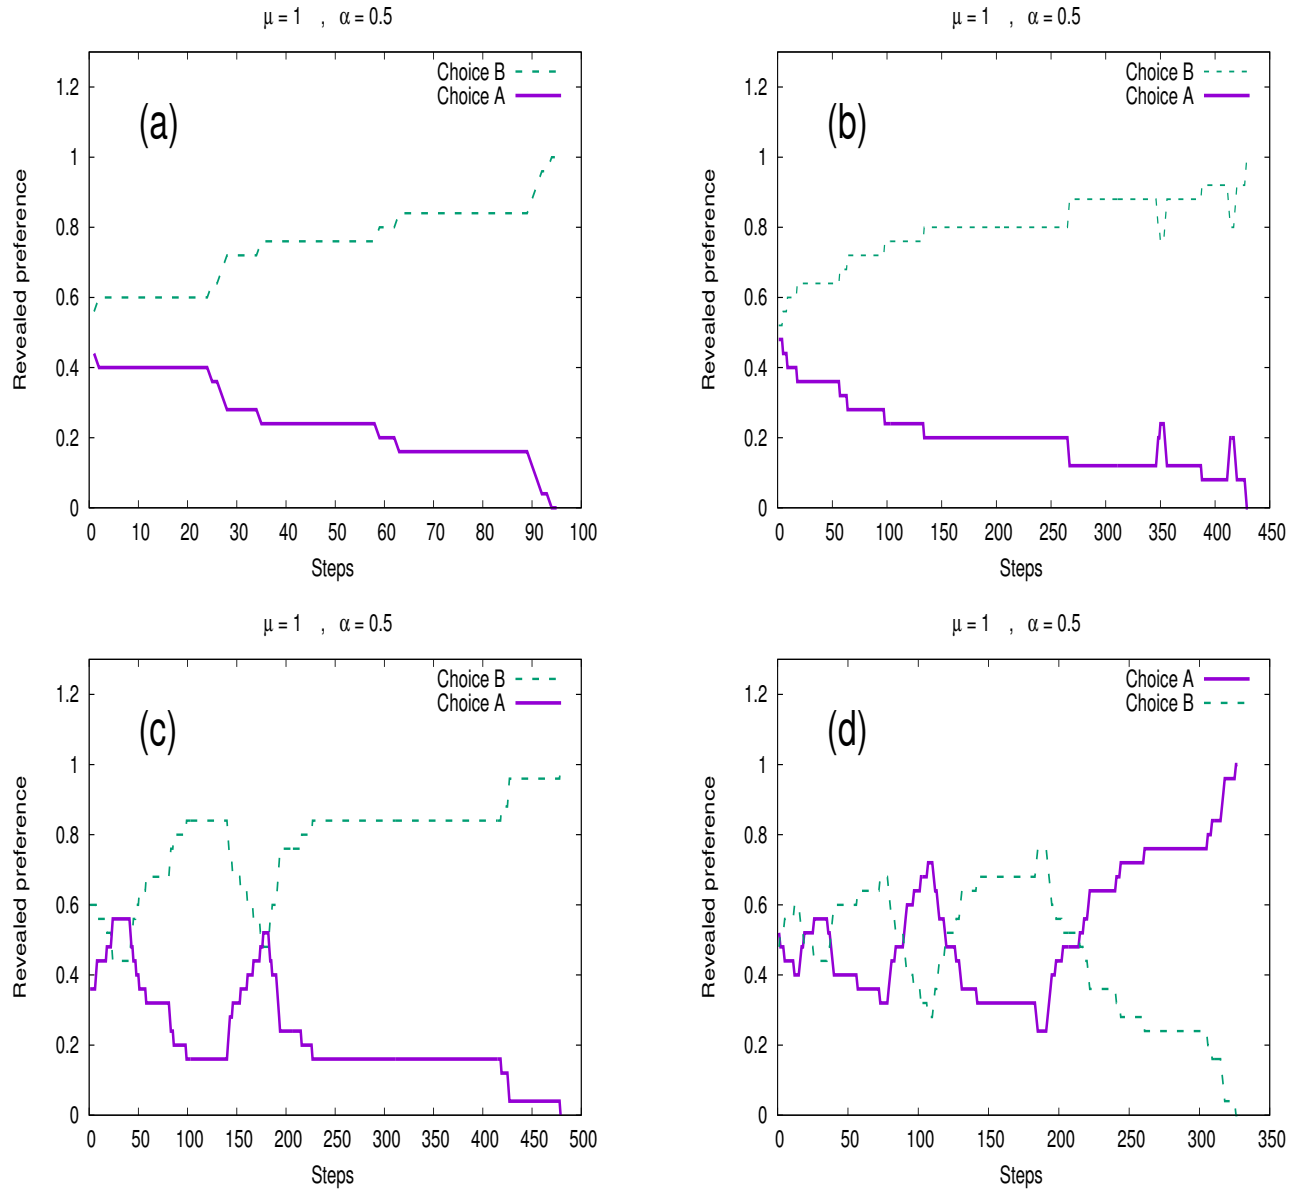 μ = 1 , α = 0.5
Choice B
Choice A
(a)
Revealed preference
1.2
1
0.8
0.6
0.4
0.2
0
0 10 20 30 40 50 60 70 80 90 100
Steps
μ = 1 , α = 0.5
Choice B
Choice A
(b)
Revealed preference
1.2
1
0.8
0.6
0.4
0.2
0
0 50 100 150 200 250 300 350 400 450
Steps
μ = 1 , α = 0.5
Choice B
Choice A
(c)
Revealed preference
1.2
1
0.8
0.6
0.4
0.2
0
0 50 100 150 200 250 300 350 400 450 500
Steps
μ = 1 , α = 0.5
Choice A
Choice B
(d)
Revealed preference
1.2
1
0.8
0.6
0.4
0.2
0
0 50 100 150 200 250 300 350
Steps